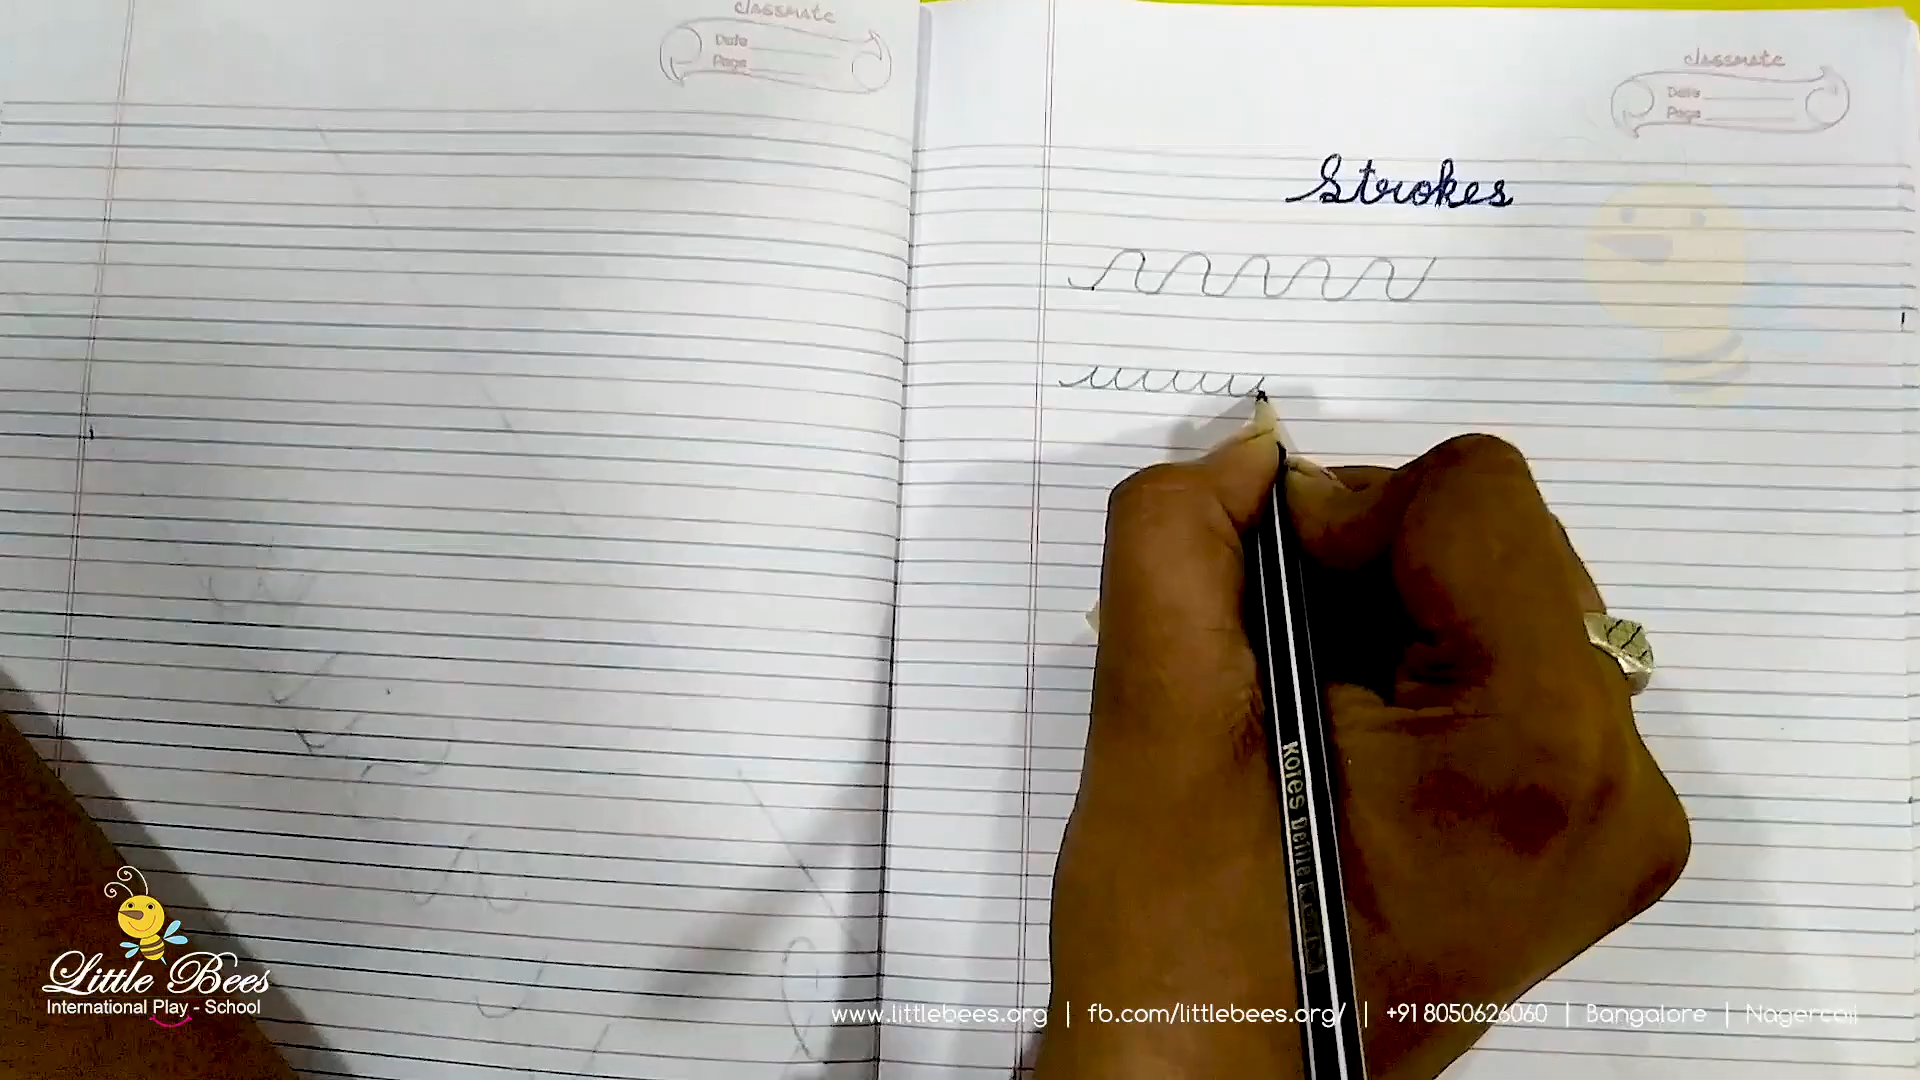 classmate
Date
Page
classmate
Date
Page
Strokes
Kores
Little Bees
International Play - School
www.littlebees.org | fb.com/littlebees.org/ | +91 8050626060 | Bangalore | Nagercoil